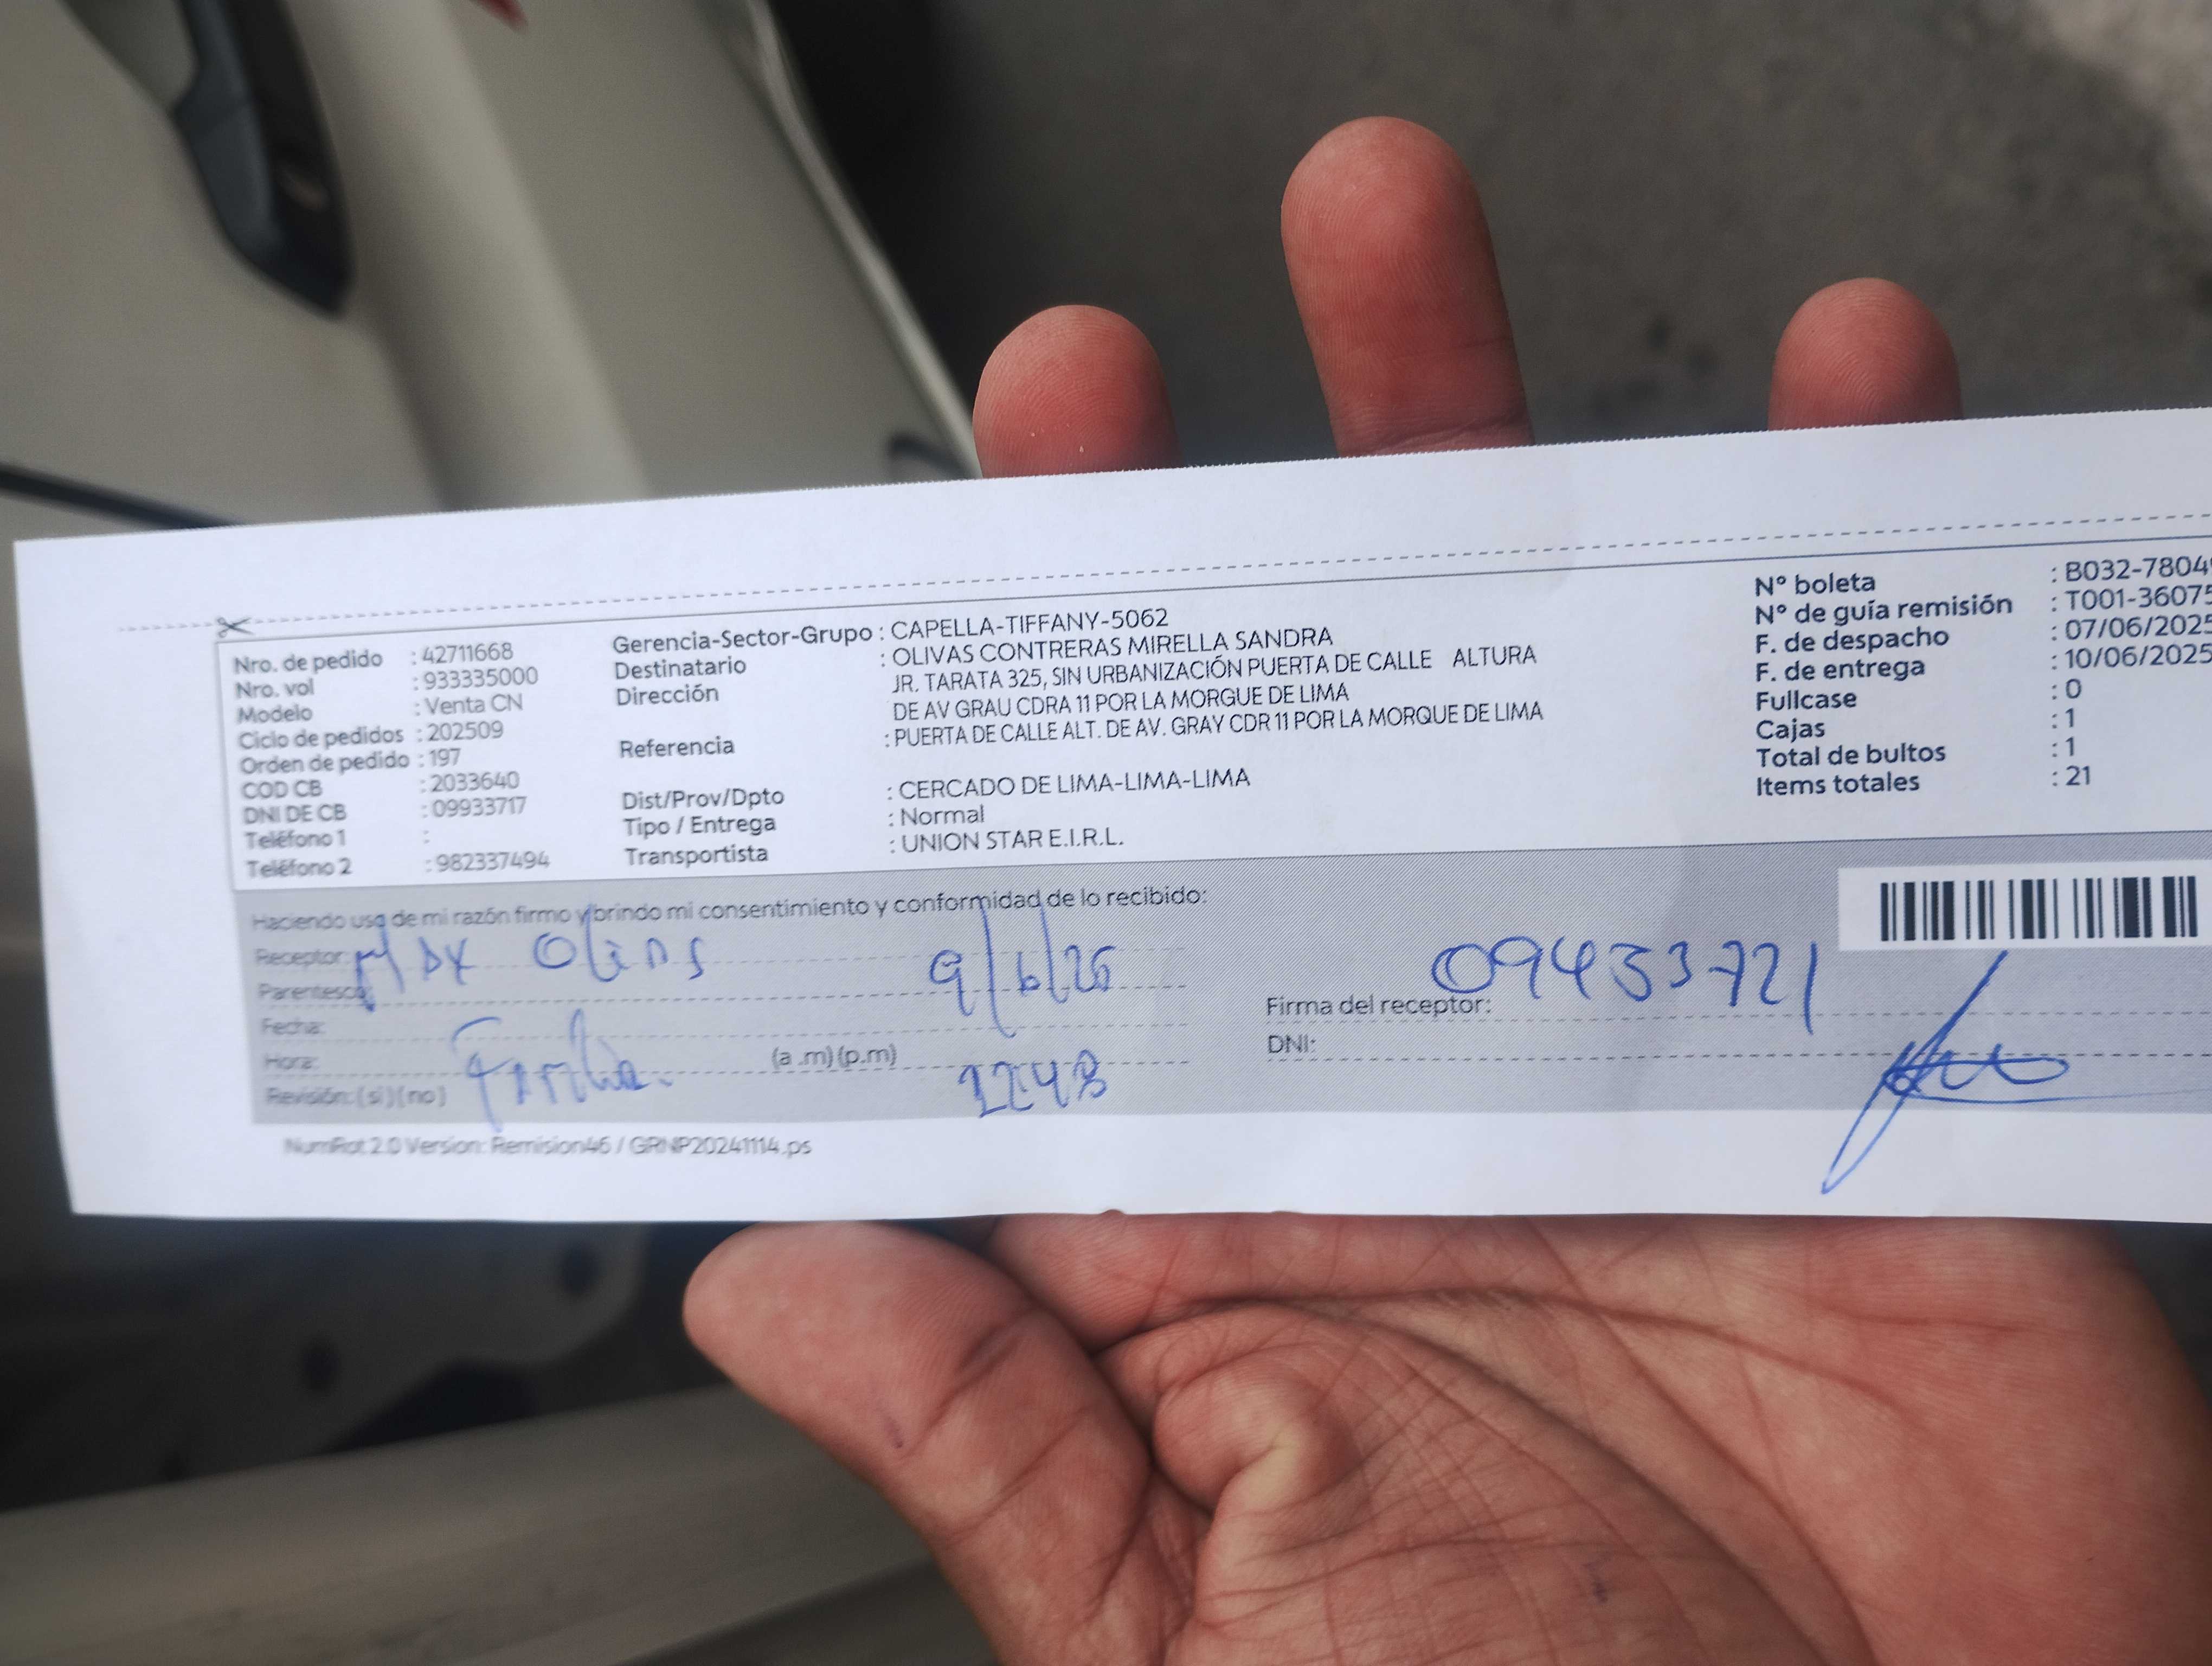 Nro. de pedido : 42711668
Nro. vol : 933335000
Modelo : Venta CN
Ciclo de pedidos : 202509
Orden de pedido : 197
COD CB : 2033640
DNI DE CB : 09933717
Teléfono 1 :
Teléfono 2 : 982337494
Gerencia-Sector-Grupo : CAPELLA-TIFFANY-5062
Destinatario : OLIVAS CONTRERAS MIRELLA SANDRA
Dirección JR. TARATA 325, SIN URBANIZACIÓN PUERTA DE CALLE ALTURA
DE AV GRAU CDRA 11 POR LA MORGUE DE LIMA
Referencia : PUERTA DE CALLE ALT. DE AV. GRAY CDR 11 POR LA MORQUE DE LIMA
Dist/Prov/Dpto : CERCADO DE LIMA-LIMA-LIMA
Tipo / Entrega : Normal
Transportista : UNION STAR E.I.R.L.
N° boleta : B032-7804
N° de guía remisión : T001-36075
F. de despacho : 07/06/2025
F. de entrega : 10/06/2025
Fullcase : 0
Cajas : 1
Total de bultos : 1
Items totales : 21
Haciendo uso de mi razón firmo y brindo mi consentimiento y conformidad de lo recibido:
Receptor:
Parentesco:
Fecha:
Hora: (a .m) (p.m)
Revisión: (si) (no)
Firma del receptor:
DNI:
NumRot 2.0 Version: Remision46 / GRNP20241114.ps